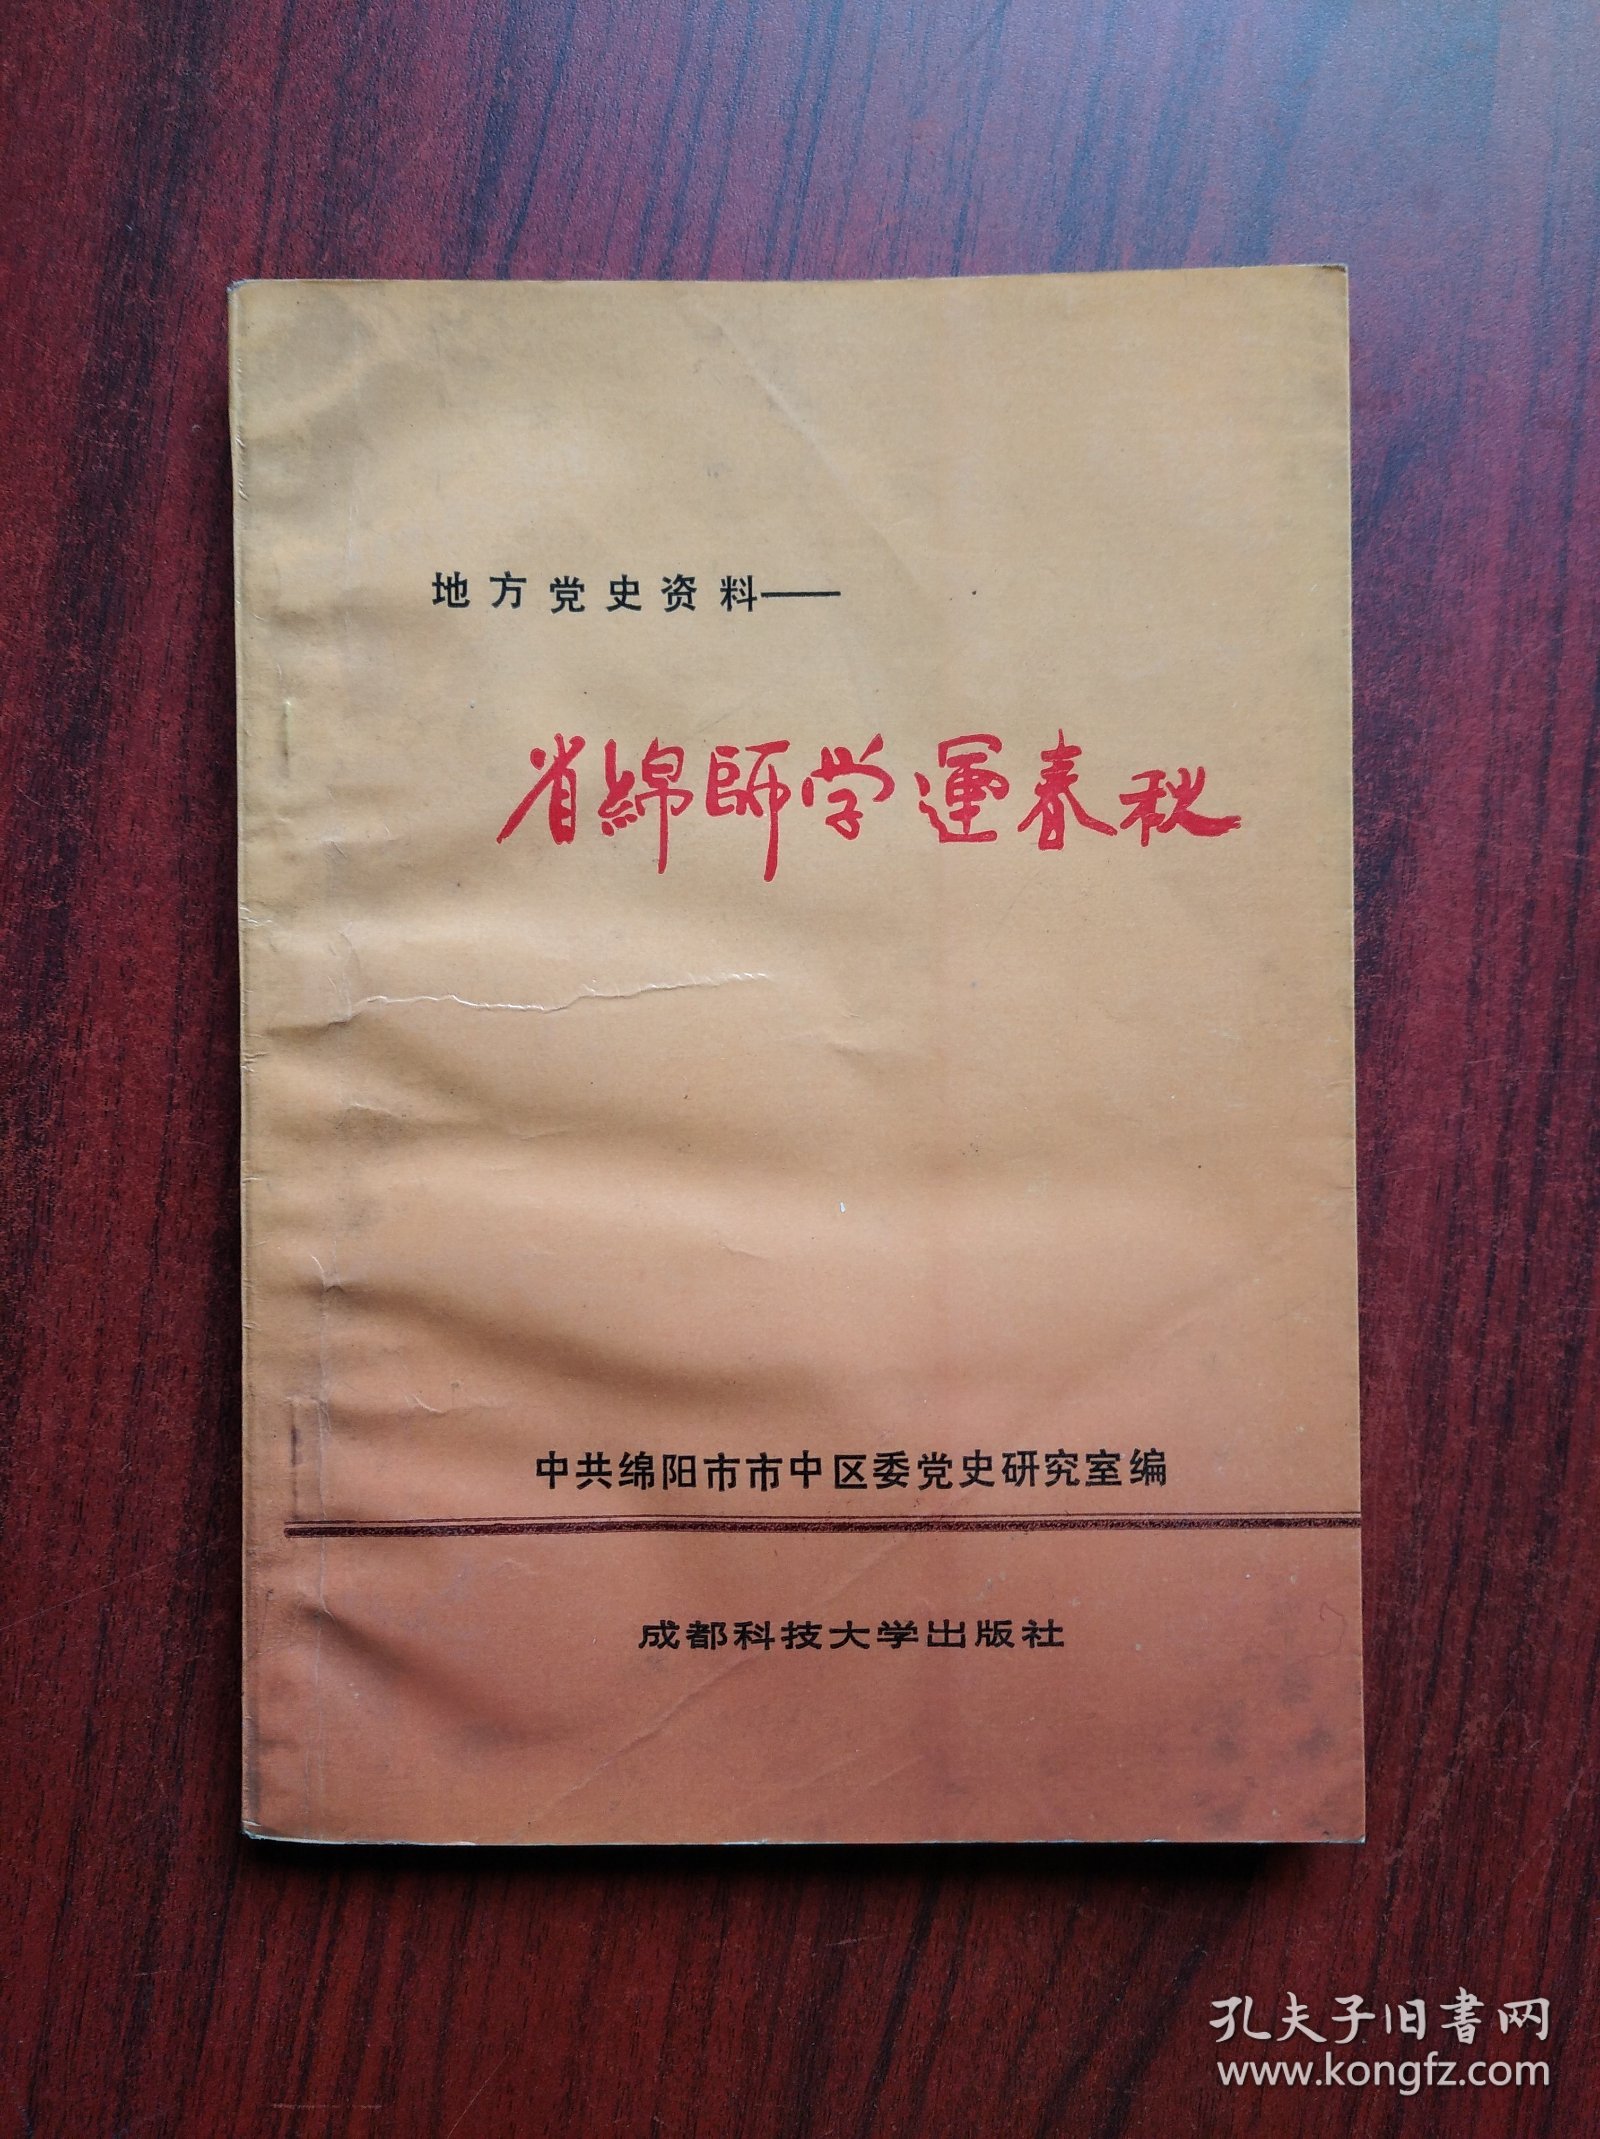 地方党史资料——
省綿師学運春秋
中共绵阳市市中区委党史研究室编
成都科技大学出版社
孔夫子旧書网
www.kongfz.com